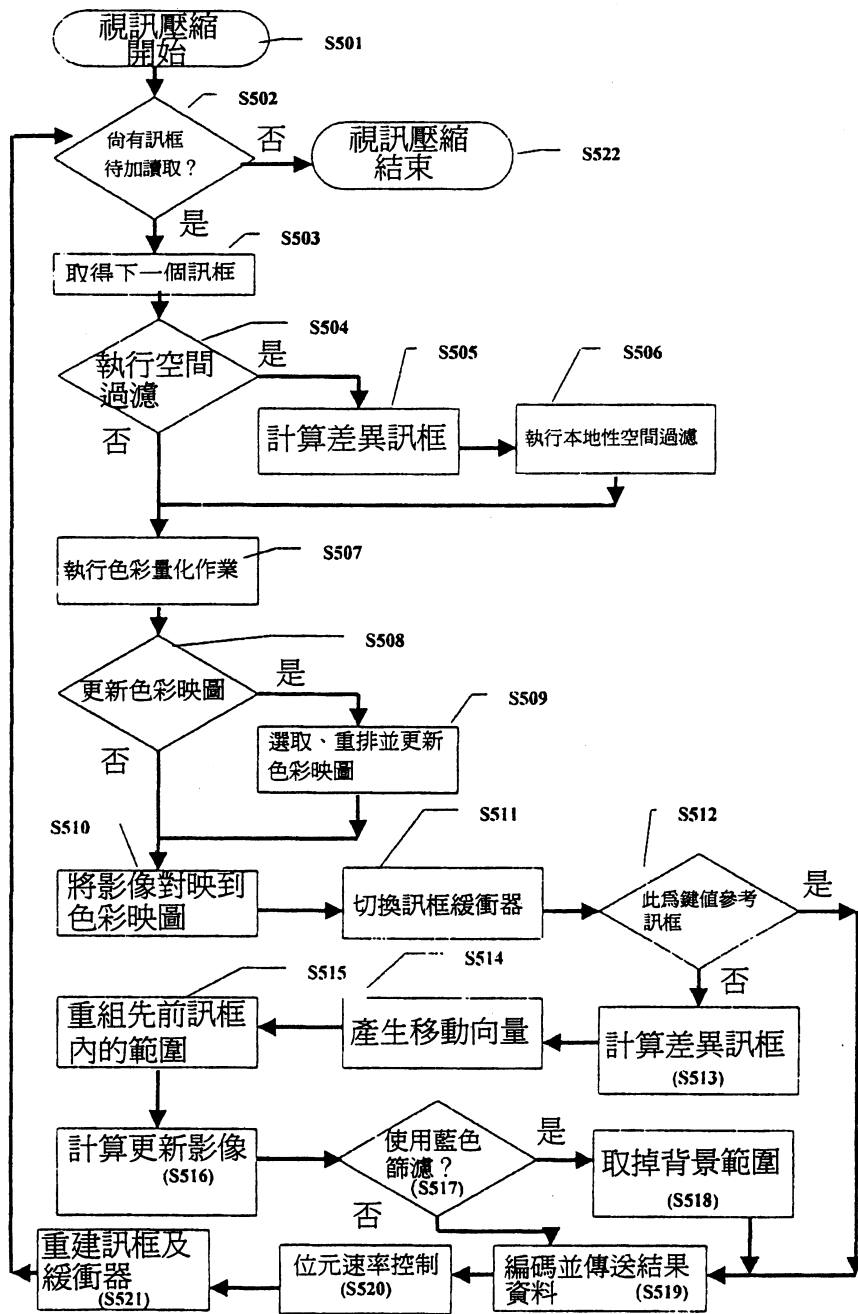 視訊壓縮
開始
S501
S502
尙有訊框
待加讀取？
否
視訊壓縮
結束
S522
是
S503
取得下一個訊框
S504
執行空間
過濾
是
S505
S506
計算差異訊框
執行本地性空間過濾
否
執行色彩量化作業
S507
S508
更新色彩映圖
是
S509
選取、重排並更新
色彩映圖
否
S510
S511
S512
將影像對映到
色彩映圖
切換訊框緩衝器
此爲鍵值參考
訊框
是
S515
S514
否
重組先前訊框
內的範圍
產生移動向量
計算差異訊框
(S513)
計算更新影像
(S516)
使用藍色
篩濾？
(S517)
是
取掉背景範圍
(S518)
否
重建訊框及
緩衝器
(S521)
位元速率控制
(S520)
編碼並傳送結果
資料
(S519)